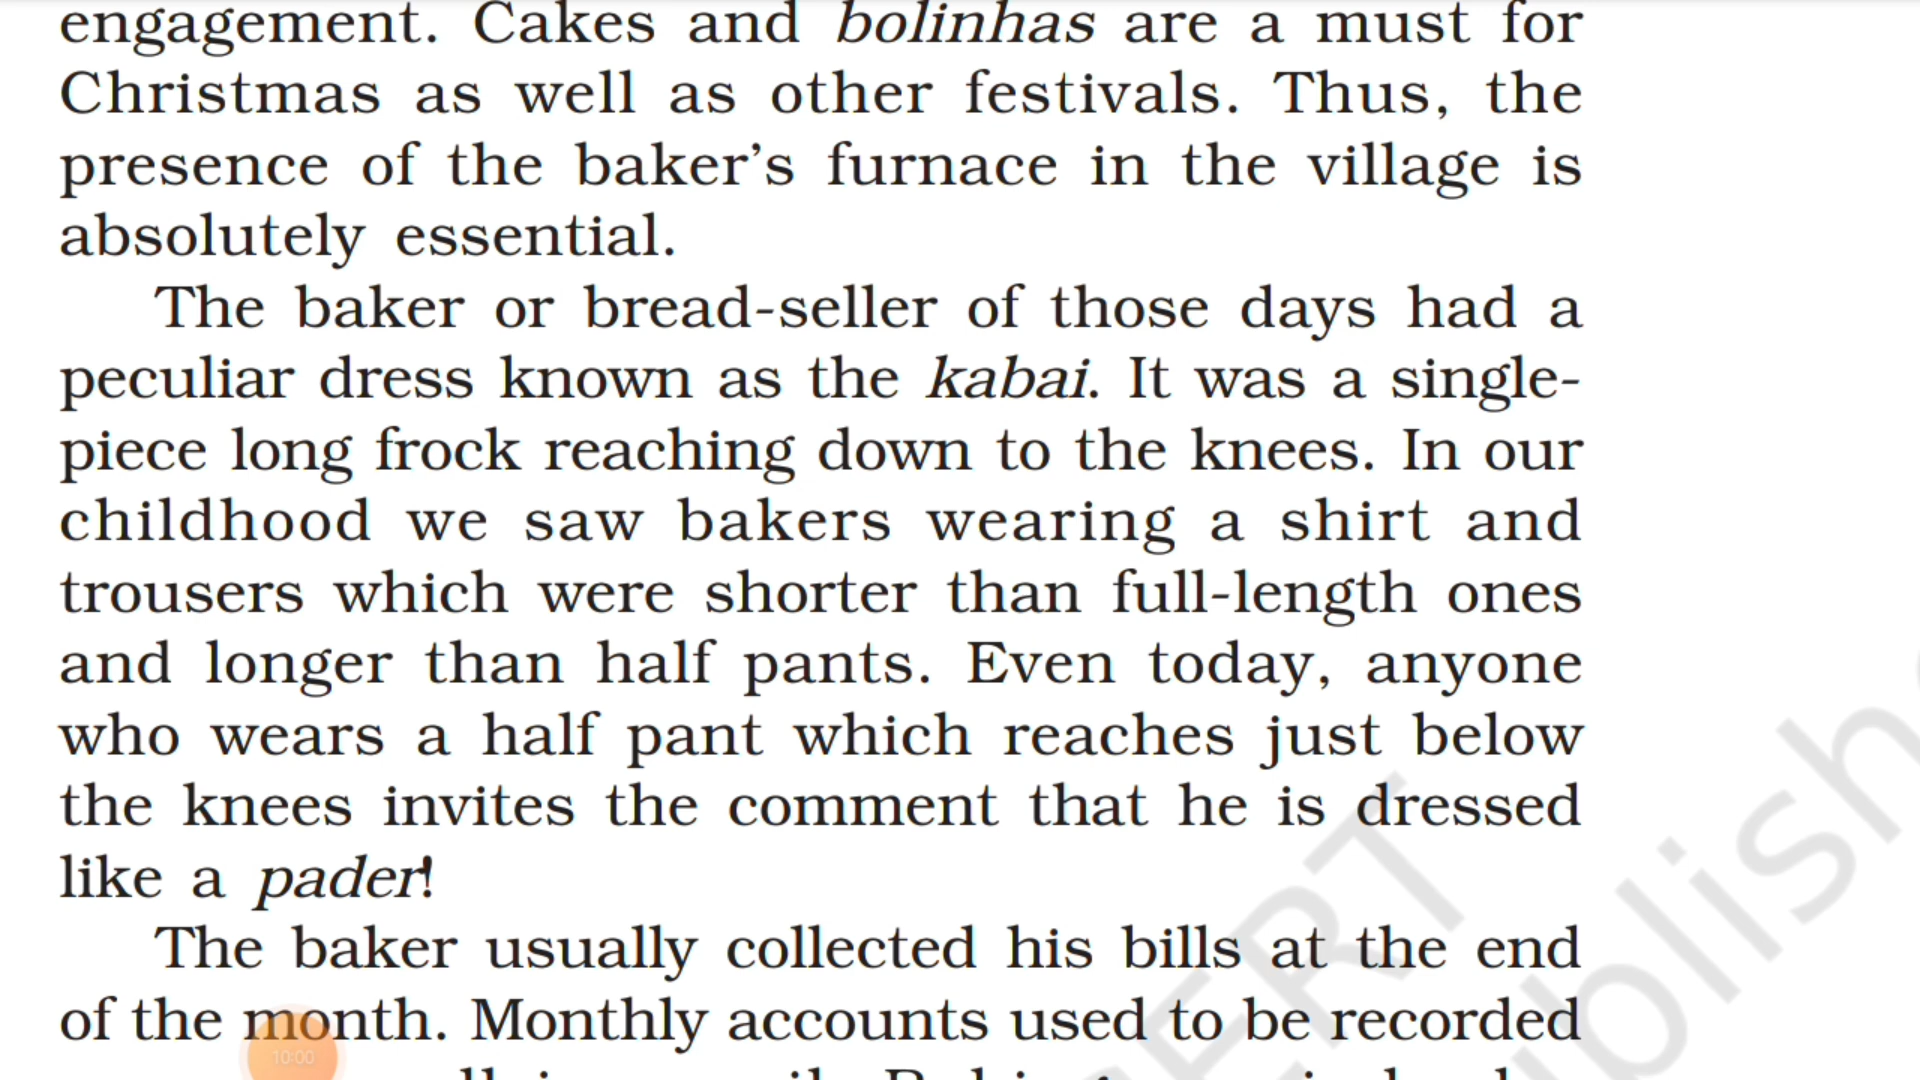 engagement. Cakes and bolinhas are a must for
Christmas as well as other festivals. Thus, the
presence of the baker's furnace in the village is
absolutely essential.
The baker or bread-seller of those days had a
peculiar dress known as the kabai. It was a single-
piece long frock reaching down to the knees. In our
childhood we saw bakers wearing a shirt and
trousers which were shorter than full-length ones
and longer than half pants. Even today, anyone
who wears a half pant which reaches just below
the knees invites the comment that he is dressed
like a pader!
The baker usually collected his bills at the end
of the month. Monthly accounts used to be recorded
10:00